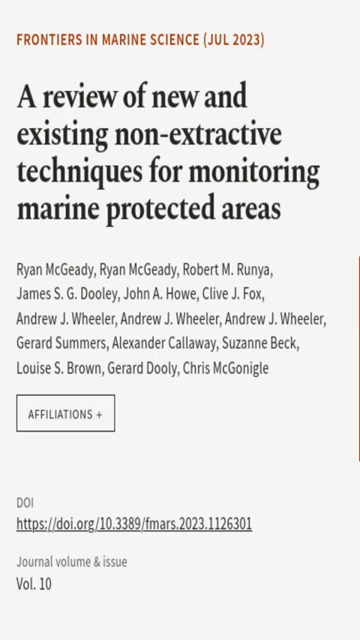 FRONTIERS IN MARINE SCIENCE (JUL 2023)
A review of new and
existing non-extractive
techniques for monitoring
marine protected areas
Ryan McGeady, Ryan McGeady, Robert M. Runya,
James S. G. Dooley, John A. Howe, Clive J. Fox,
Andrew J. Wheeler, Andrew J. Wheeler, Andrew J. Wheeler,
Gerard Summers, Alexander Callaway, Suzanne Beck,
Louise S. Brown, Gerard Dooly, Chris McGonigle
AFFILIATIONS +
DOI
https://doi.org/10.3389/fmars.2023.1126301
Journal volume & issue
Vol. 10